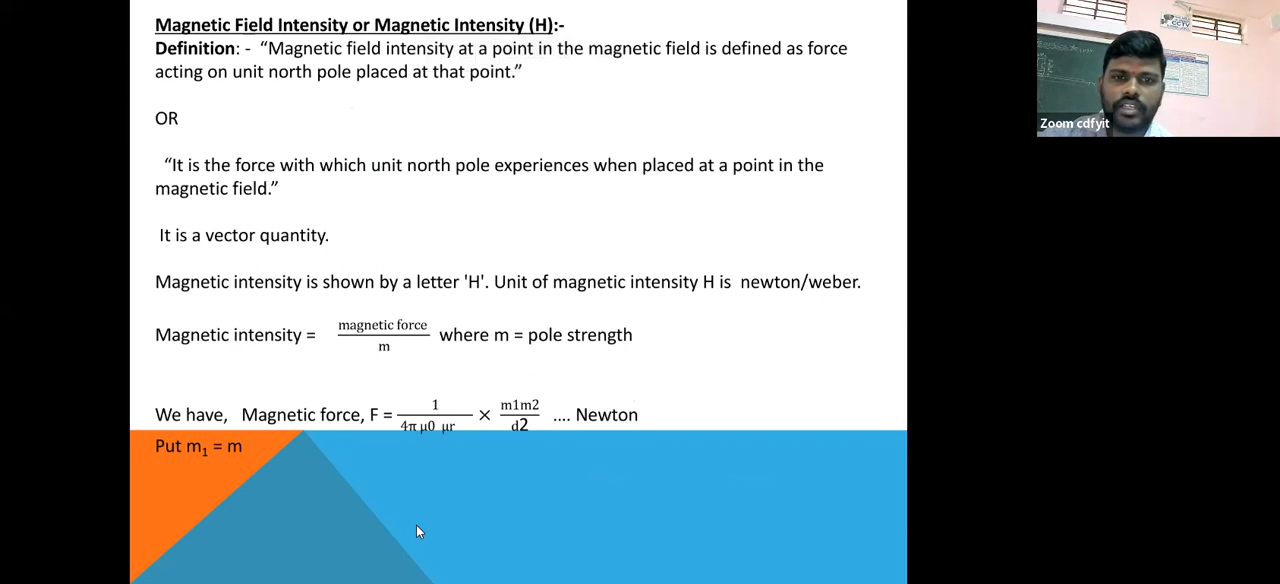 Magnetic Field Intensity or Magnetic Intensity (H):-
Definition: - “Magnetic field intensity at a point in the magnetic field is defined as force
acting on unit north pole placed at that point.”
OR
“It is the force with which unit north pole experiences when placed at a point in the
magnetic field.”
It is a vector quantity.
Magnetic intensity is shown by a letter 'H'. Unit of magnetic intensity H is newton/weber.
Magnetic intensity = magnetic force / m where m = pole strength
We have, Magnetic force, F = 1 / 4π μ0 μr × m1m2 / d2 .... Newton
Put m₁ = m
Zoom cdfyit
CCTV